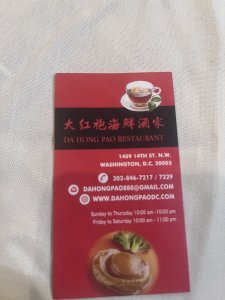 大红袍海鮮酒家
DA HONG PAO RESTAURANT
1409 14TH ST. N.W.
WASHINGTON, D.C. 20005
202-846-7217 / 7229
DAHONGPAO888@GMAIL.COM
WWW.DAHONGPAODC.COM
Sunday to Thursday 10:00 am -10:00 pm
Friday to Saturday 10:00 am - 11:00 pm